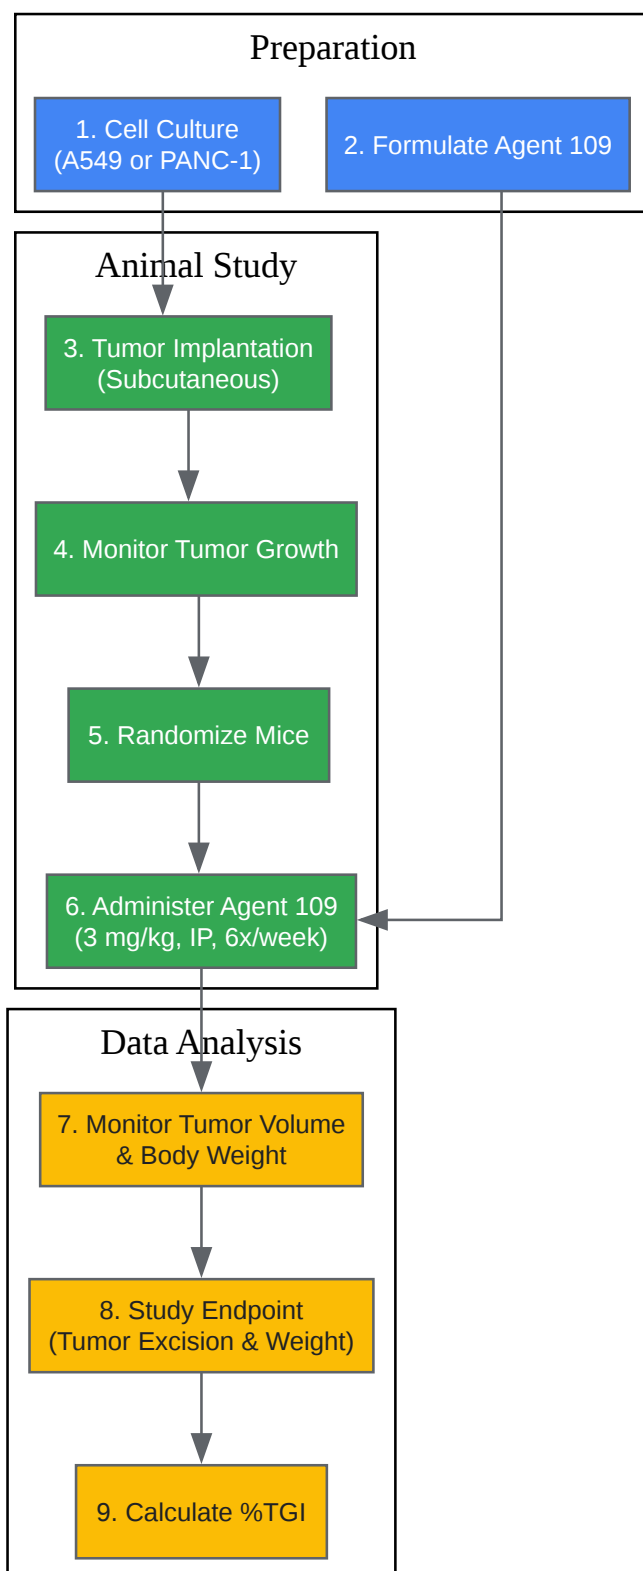 Preparation
1. Cell Culture
(A549 or PANC-1)
2. Formulate Agent 109
Animal Study
3. Tumor Implantation
(Subcutaneous)
4. Monitor Tumor Growth
5. Randomize Mice
6. Administer Agent 109
(3 mg/kg, IP, 6x/week)
Data Analysis
7. Monitor Tumor Volume
& Body Weight
8. Study Endpoint
(Tumor Excision & Weight)
9. Calculate %TGI